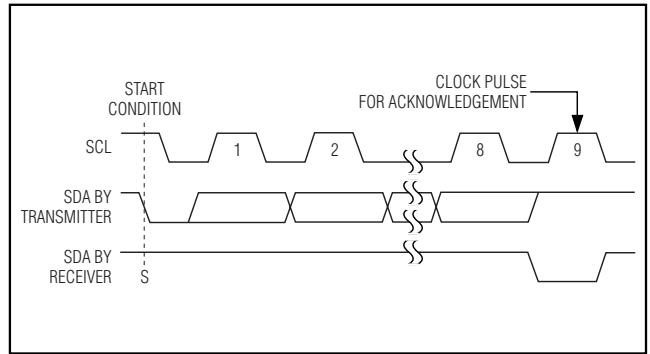 START
CONDITION
CLOCK PULSE
FOR ACKNOWLEDGEMENT
SCL
1
2
8
9
SDA BY
TRANSMITTER
SDA BY
RECEIVER
S